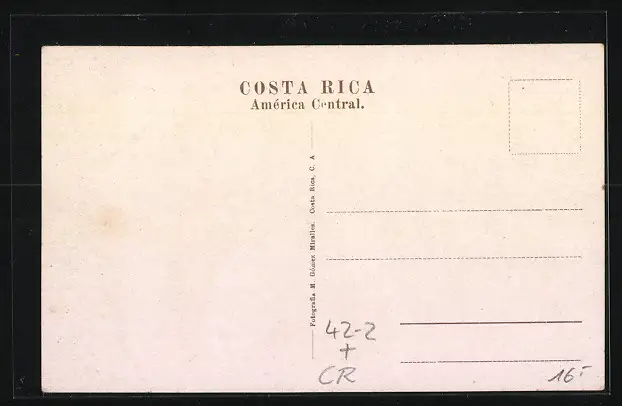 COSTA RICA
América Central.
Fotografía M. Gómez Miralles. Costa Rica, C. A
42-2
+
CR
16-